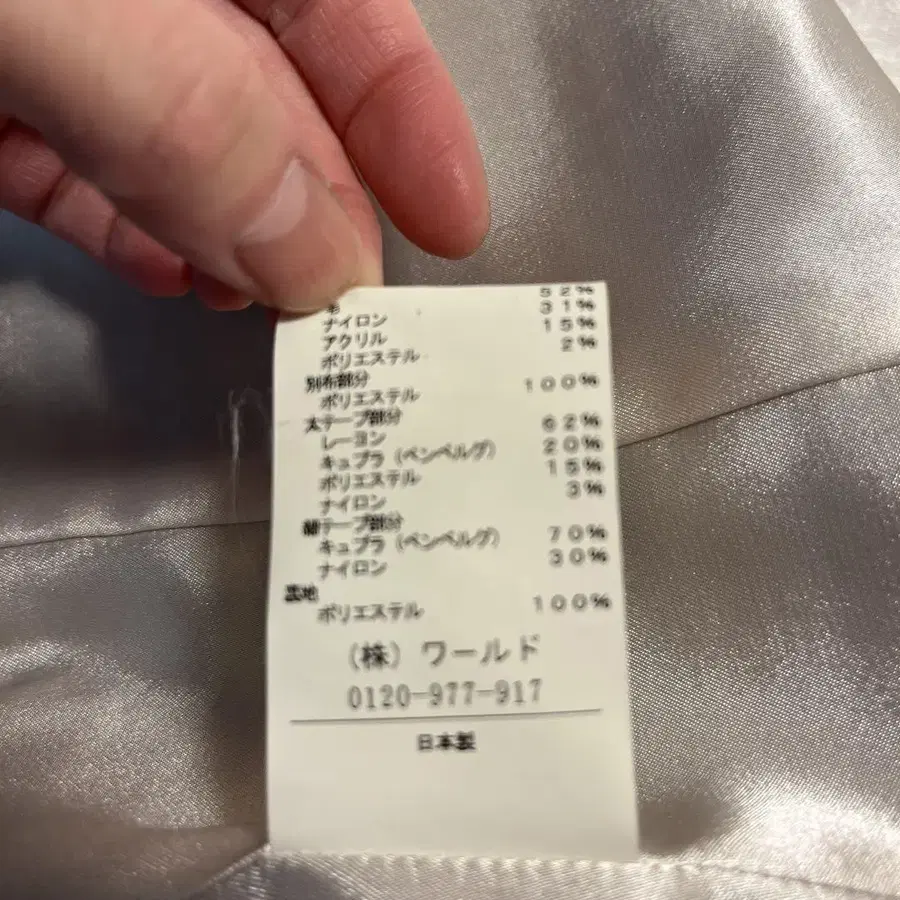 毛 52%
ナイロン 31%
アクリル 15%
ポリエステル 2%
別布部分
ポリエステル 100%
太テープ部分
レーヨン 62%
キュプラ(ベンベルグ) 20%
ポリエステル 15%
ナイロン 3%
細テープ部分
キュプラ(ベンベルグ) 70%
ナイロン 30%
裏地
ポリエステル 100%
(株) ワールド
0120-977-917
日本製